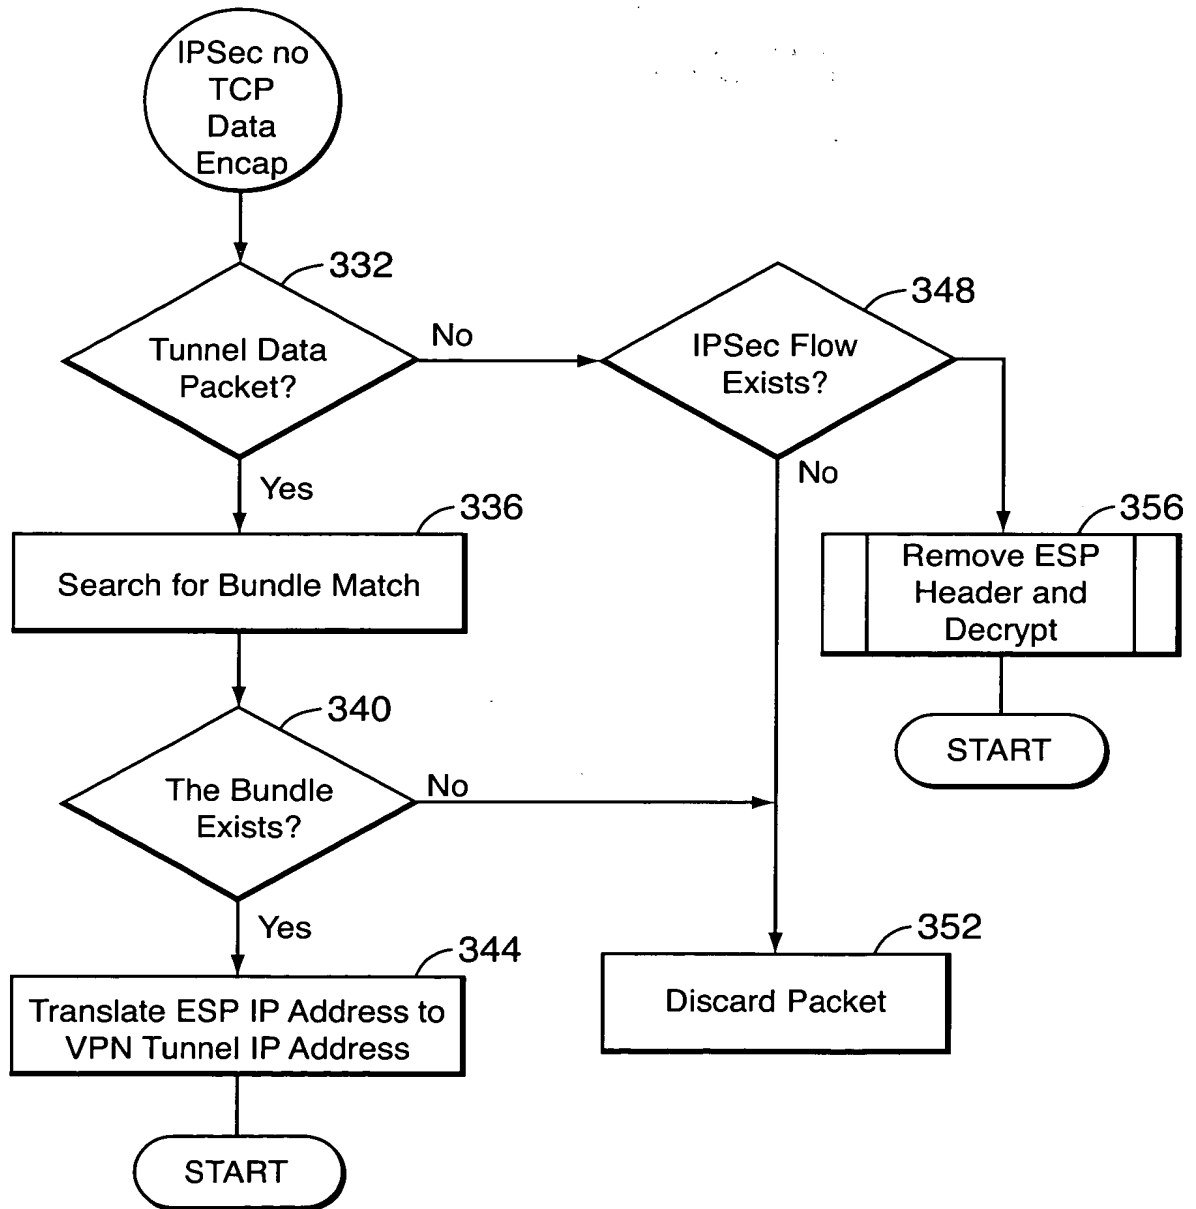 IPSec no
TCP
Data
Encap
332
Tunnel Data
Packet?
No
348
IPSec Flow
Exists?
Yes
No
336
Search for Bundle Match
356
Remove ESP
Header and
Decrypt
START
340
The Bundle
Exists?
No
Yes
344
Translate ESP IP Address to
VPN Tunnel IP Address
352
Discard Packet
START